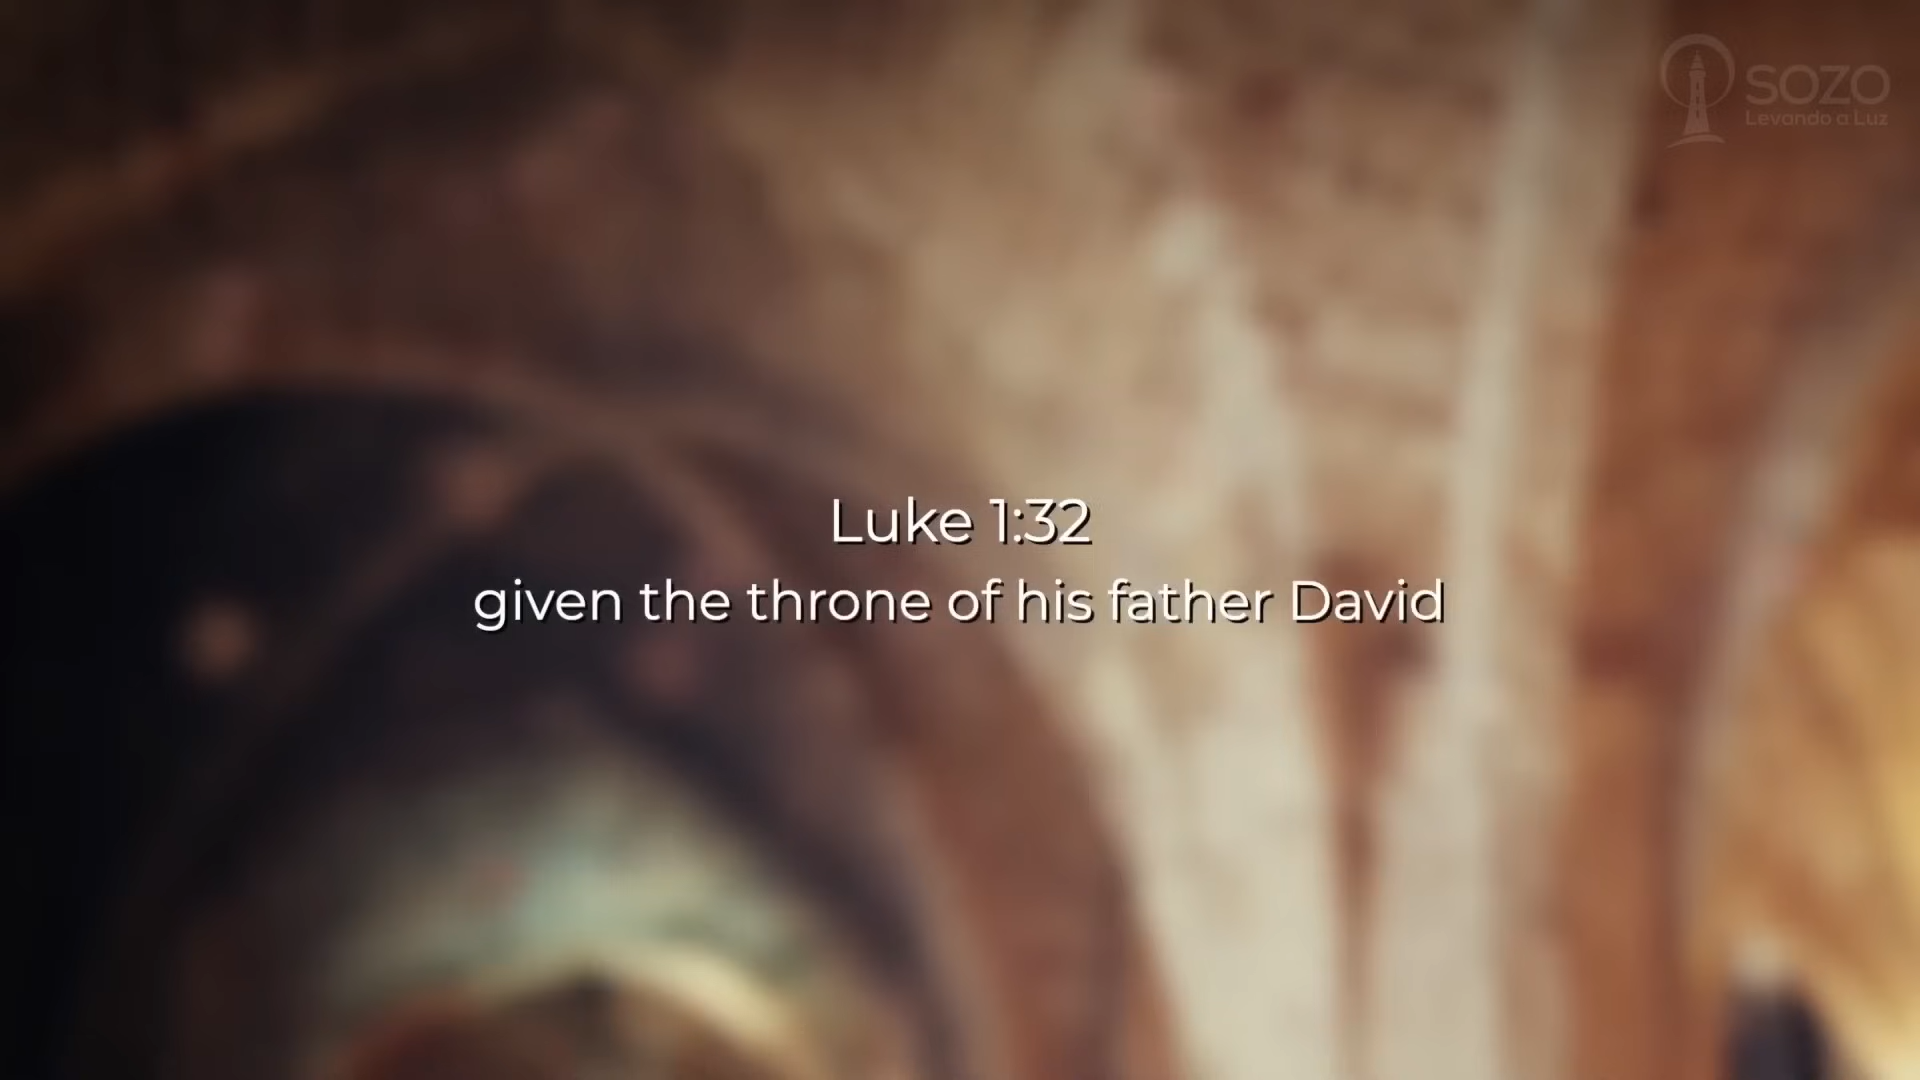 SOZO
Levando a Luz
Luke 1:32
given the throne of his father David